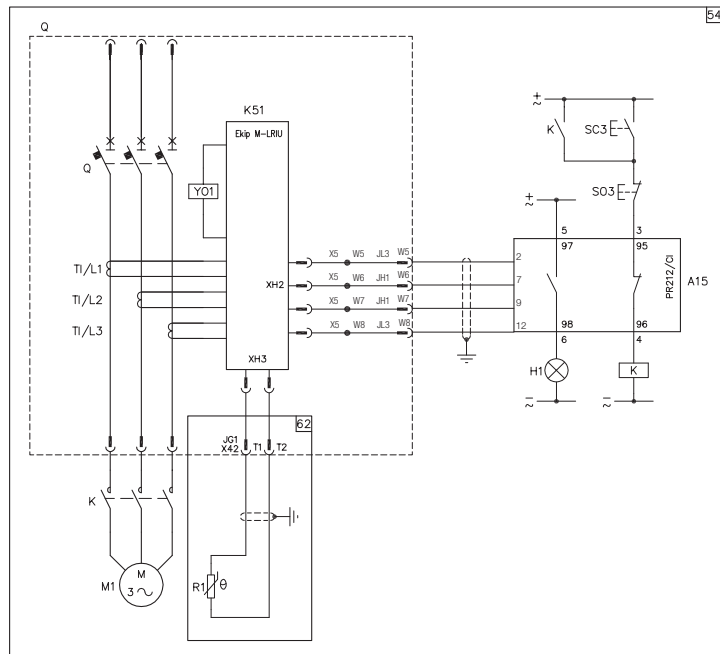 54
Q
K51
Ekip M-LRIU
Q
Y01
K
SC3
SO3
5
3
97
95
TI/L1
X5 W5 JL3 W5
2
XH2
X5 W6 JH1 W6
7
PR212/CI
A15
TI/L2
X5 W7 JH1 W7
9
TI/L3
X5 W8 JL3 W8
12
98
96
6
4
XH3
H1
K
62
JG1
X42
T1
T2
K
M1
M
3
R1
θ